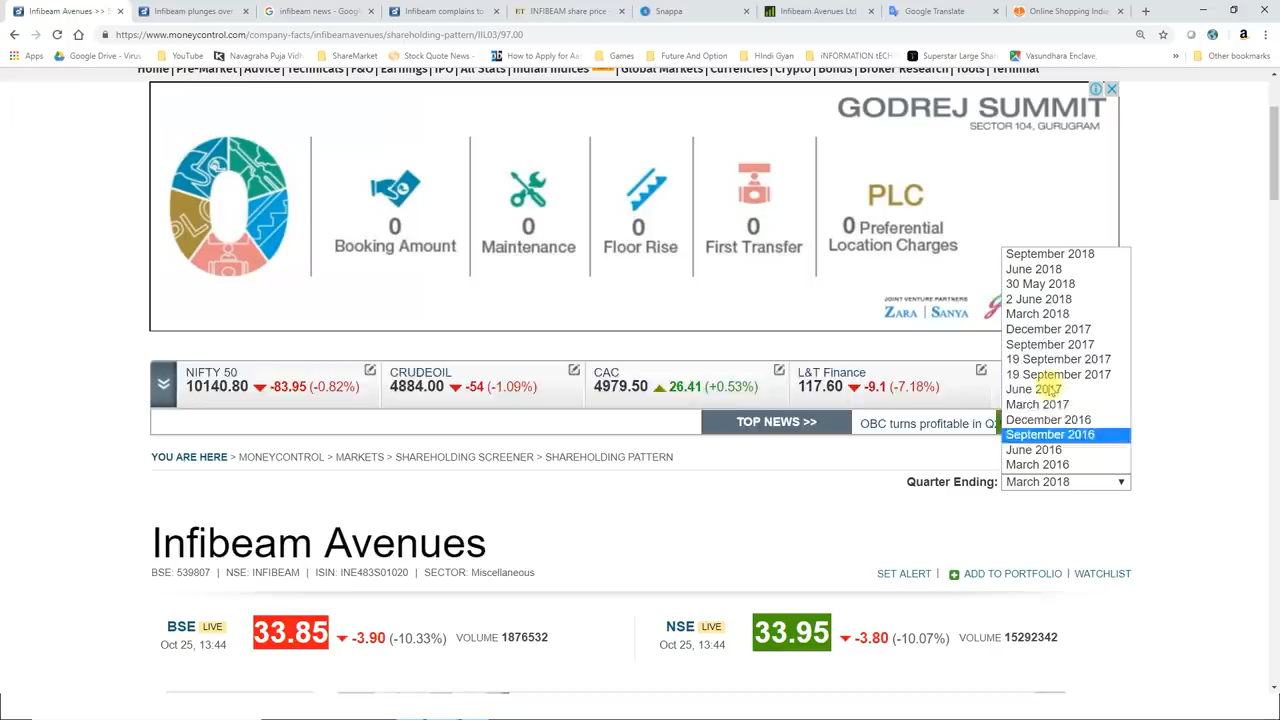 Infibeam Avenues >> S
Infibeam plunges over
infibeam news - Goog
Infibeam complains to
INFIBEAM share price
Snappa
Infibeam Avenues Ltd.
Google Translate
Online Shopping India
https://www.moneycontrol.com/company-facts/infibeamavenues/shareholding-pattern/IIL03/97.00
Apps
Google Drive - Virus
YouTube
Navagraha Puja Vidhi
ShareMarket
Stock Quote News -
How to Apply for Aa
Games
Future And Option
HIndi Gyan
iNFORMATION tECH
Superstar Large Shar
Vasundhara Enclave,
Other bookmarks
Home | Pre-Market | Advice | Technicals | F&O | Earnings | IPO | All Stats | Indian Indices | Global Markets | Currencies | Crypto | Bonds | Broker Research | Tools | Terminal
GODREJ SUMMIT
SECTOR 104, GURUGRAM
0
Booking Amount
0
Maintenance
0
Floor Rise
0
First Transfer
PLC
0 Preferential
Location Charges
JOINT VENTURE PARTNERS
ZARA | SANYA
September 2018
June 2018
30 May 2018
2 June 2018
March 2018
December 2017
September 2017
19 September 2017
19 September 2017
June 2017
March 2017
December 2016
September 2016
June 2016
March 2016
NIFTY 50
10140.80 -83.95 (-0.82%)
CRUDEOIL
4884.00 -54 (-1.09%)
CAC
4979.50 26.41 (+0.53%)
L&T Finance
117.60 -9.1 (-7.18%)
TOP NEWS >>
OBC turns profitable in Q2
YOU ARE HERE > MONEYCONTROL > MARKETS > SHAREHOLDING SCREENER > SHAREHOLDING PATTERN
Quarter Ending: March 2018
Infibeam Avenues
BSE: 539807 | NSE: INFIBEAM | ISIN: INE483S01020 | SECTOR: Miscellaneous
SET ALERT | ADD TO PORTFOLIO | WATCHLIST
BSE LIVE
Oct 25, 13:44
33.85 -3.90 (-10.33%) VOLUME 1876532
NSE LIVE
Oct 25, 13:44
33.95 -3.80 (-10.07%) VOLUME 15292342